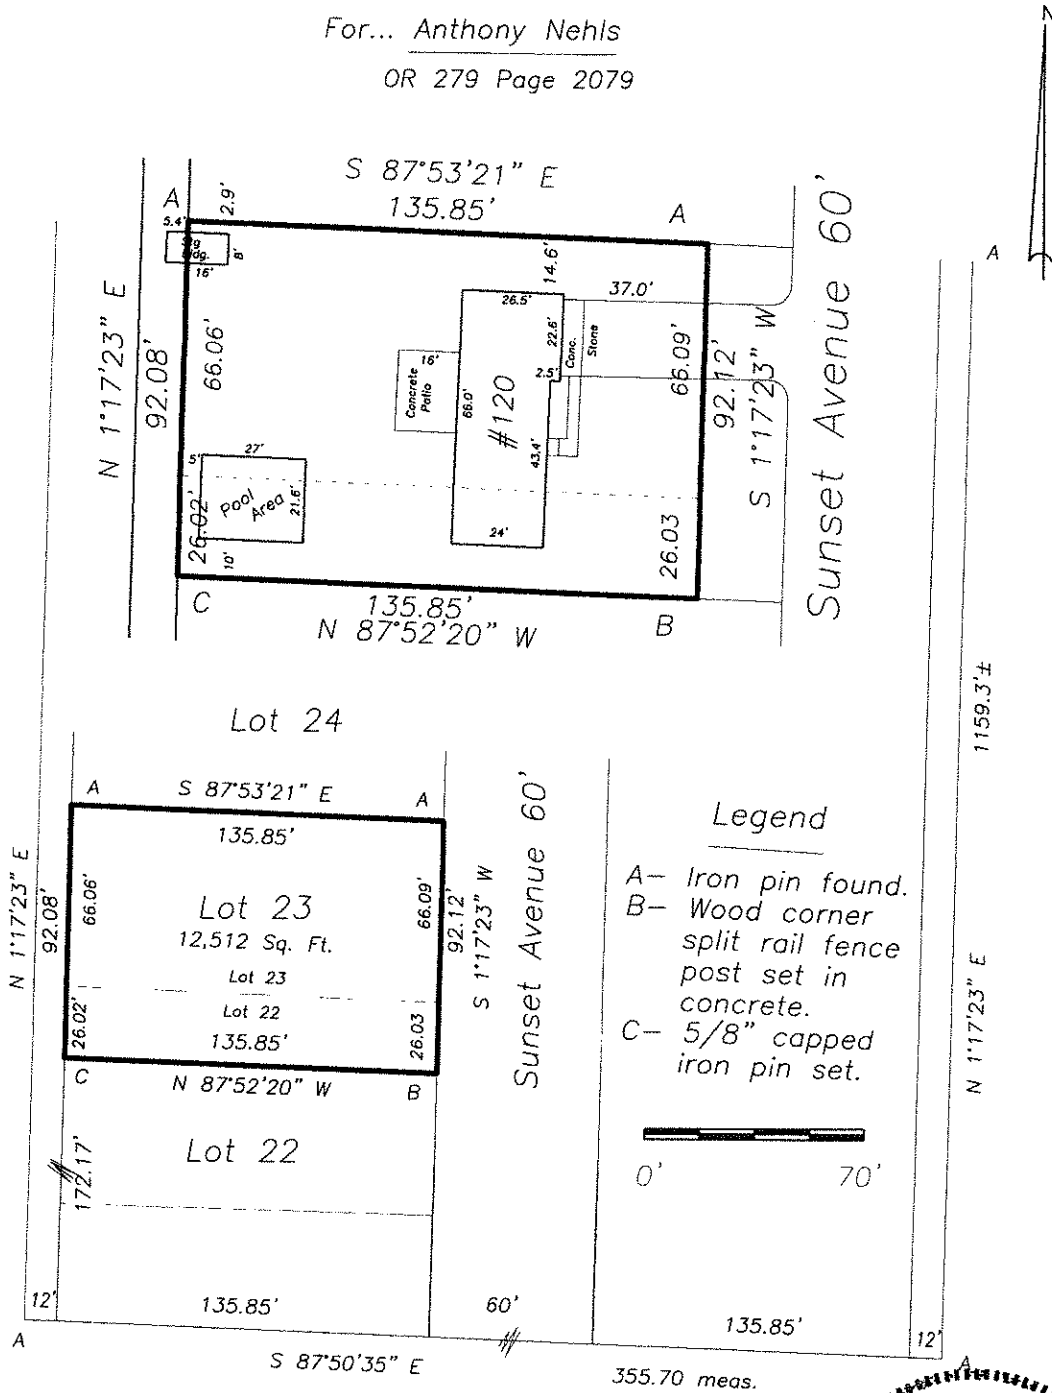 For... Anthony Nehls
OR 279 Page 2079
N
S 87°53'21" E
135.85'
A
A
2.9'
5.4'
Stg
Bldg.
8'
16'
14.6'
37.0'
26.5'
22.6'
Conc.
Stone
2.5'
16'
Concrete
Patio
66.0'
#120
43.4'
24'
N 1°17'23" E
92.08'
66.06'
66.09'
92.12'
S 1°17'23" W
Sunset Avenue 60'
A
5'
27'
Pool
Area
21.6'
10'
26.02'
26.03
C
135.85'
N 87°52'20" W
B
1159.3'±
Lot 24
A
S 87°53'21" E
A
135.85'
N 1°17'23" E
92.08'
66.06'
Lot 23
12,512 Sq. Ft.
66.09'
92.12'
S 1°17'23" W
Sunset Avenue 60'
Lot 23
Lot 22
26.02'
135.85'
26.03
C
N 87°52'20" W
B
172.17'
Lot 22
Legend
A- Iron pin found.
B- Wood corner
split rail fence
post set in
concrete.
C- 5/8" capped
iron pin set.
0'
70'
N 1°17'23" E
12'
135.85'
60'
135.85'
12'
A
S 87°50'35" E
355.70 meas.
A